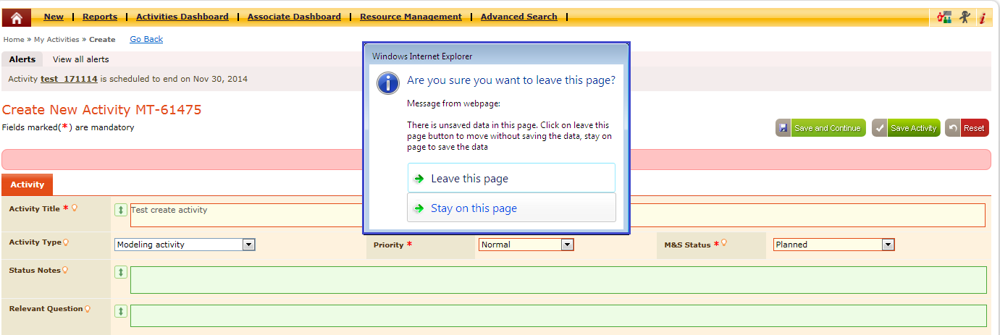 New | Reports | Activities Dashboard | Associate Dashboard | Resource Management | Advanced Search |
Home » My Activities » Create Go Back
Alerts View all alerts
Activity test_171114 is scheduled to end on Nov 30, 2014
Create New Activity MT-61475
Fields marked(*) are mandatory
Save and Continue Save Activity Reset
Windows Internet Explorer
Are you sure you want to leave this page?
Message from webpage:
There is unsaved data in this page. Click on leave this
page button to move without saving the data, stay on
page to save the data
Leave this page
Stay on this page
Activity
Activity Title * Test create activity
Activity Type Modeling activity Priority * Normal M&S Status * Planned
Status Notes
Relevant Question